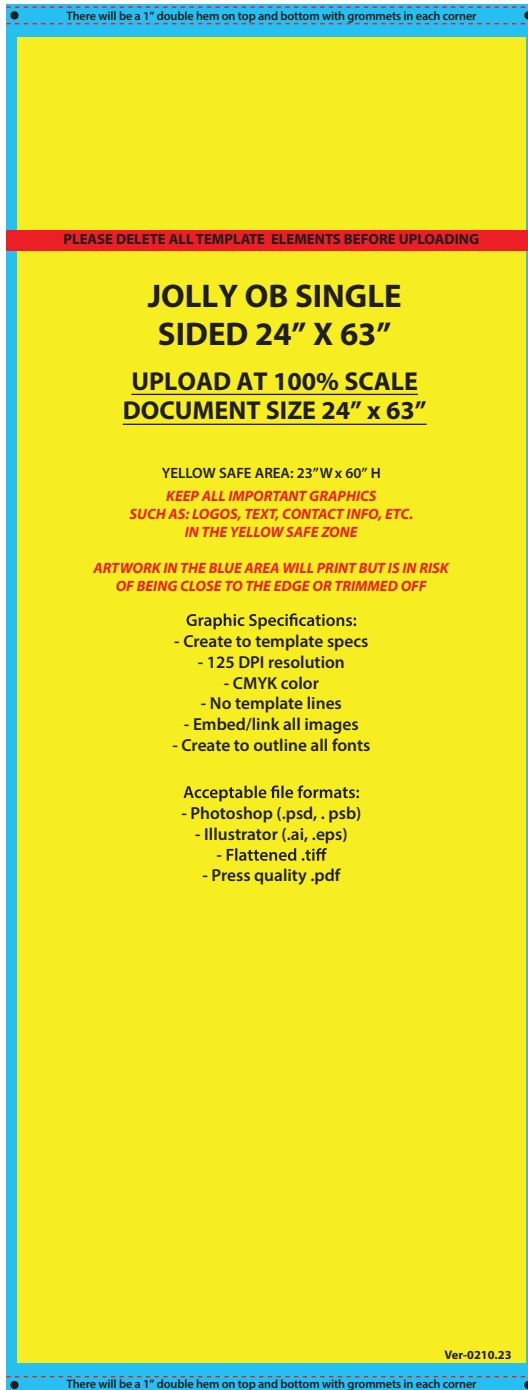 There will be a 1” double hem on top and bottom with grommets in each corner
PLEASE DELETE ALL TEMPLATE ELEMENTS BEFORE UPLOADING
JOLLY OB SINGLE
SIDED 24” X 63”
UPLOAD AT 100% SCALE
DOCUMENT SIZE 24” x 63”
YELLOW SAFE AREA: 23”W x 60” H
KEEP ALL IMPORTANT GRAPHICS
SUCH AS: LOGOS, TEXT, CONTACT INFO, ETC.
IN THE YELLOW SAFE ZONE
ARTWORK IN THE BLUE AREA WILL PRINT BUT IS IN RISK
OF BEING CLOSE TO THE EDGE OR TRIMMED OFF
Graphic Specifications:
- Create to template specs
- 125 DPI resolution
- CMYK color
- No template lines
- Embed/link all images
- Create to outline all fonts
Acceptable file formats:
- Photoshop (.psd, . psb)
- Illustrator (.ai, .eps)
- Flattened .tiff
- Press quality .pdf
Ver-0210.23
There will be a 1” double hem on top and bottom with grommets in each corner